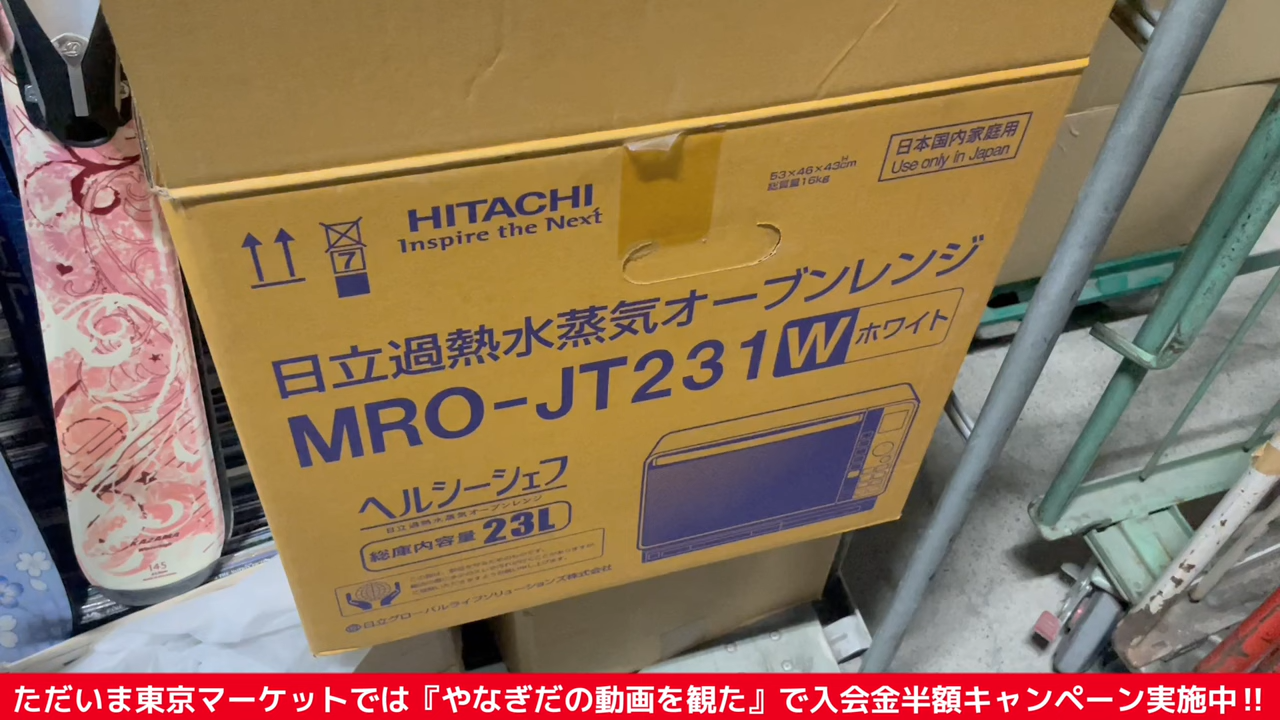 日本国内家庭用
Use only in Japan
53×46×43cm
総質量16kg
HITACHI
Inspire the Next
7
日立過熱水蒸気オーブンレンジ
MRO-JT231 W ホワイト
ヘルシーシェフ
日立過熱水蒸気オーブンレンジ
総庫内容量 23L
日立グローバルライフソリューションズ株式会社
145
ただいま東京マーケットでは『やなぎだの動画を観た』で入会金半額キャンペーン実施中!!